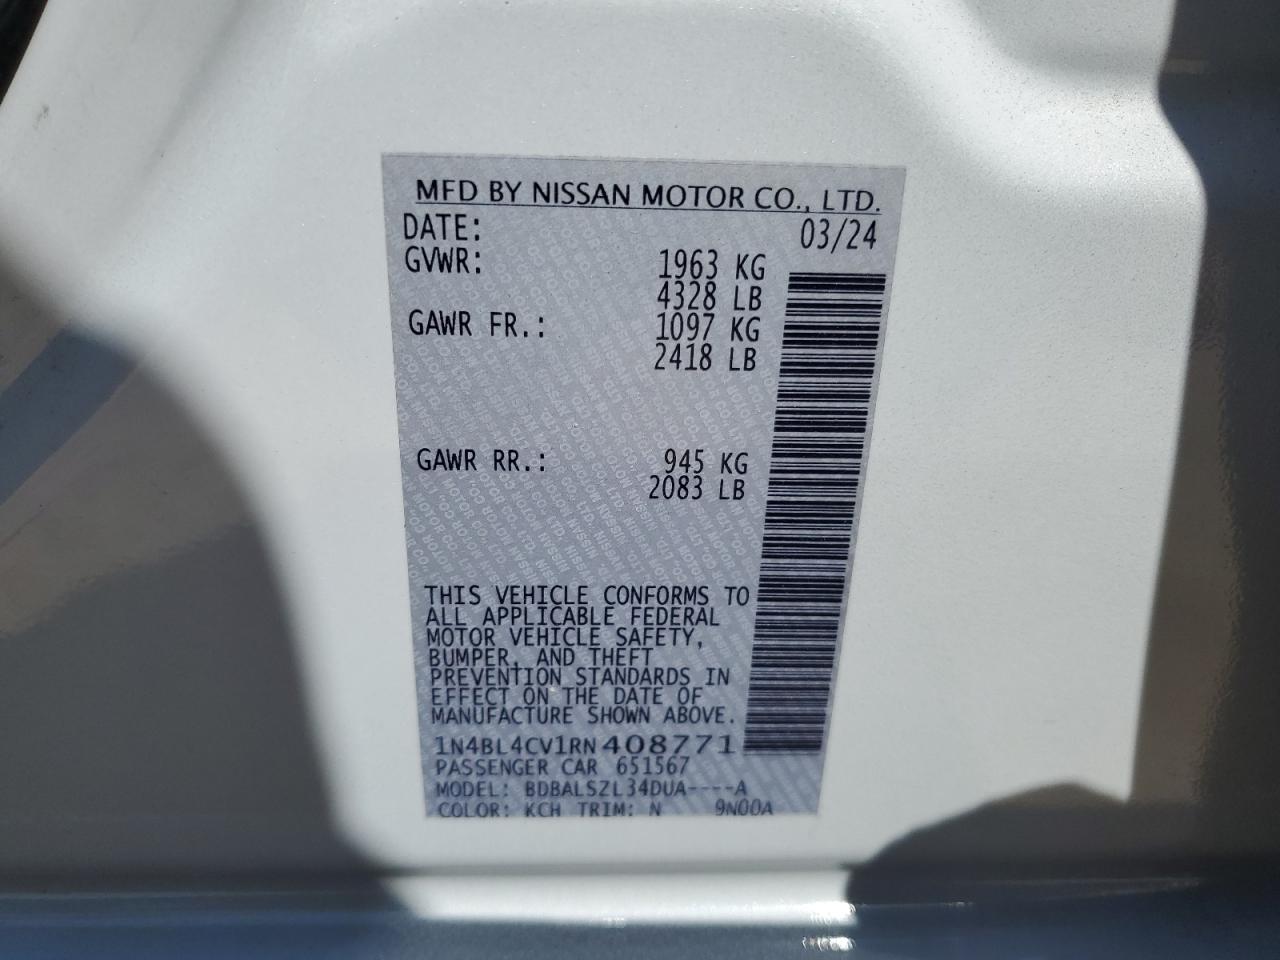 MFD BY NISSAN MOTOR CO., LTD.
DATE: 03/24
GVWR: 1963 KG
4328 LB
GAWR FR.: 1097 KG
2418 LB
GAWR RR.: 945 KG
2083 LB
THIS VEHICLE CONFORMS TO
ALL APPLICABLE FEDERAL
MOTOR VEHICLE SAFETY,
BUMPER, AND THEFT
PREVENTION STANDARDS IN
EFFECT ON THE DATE OF
MANUFACTURE SHOWN ABOVE.
1N4BL4CV1RN408771
PASSENGER CAR 651567
MODEL: BDBALSZL34DUA----A
COLOR: KCH TRIM: N 9N00A